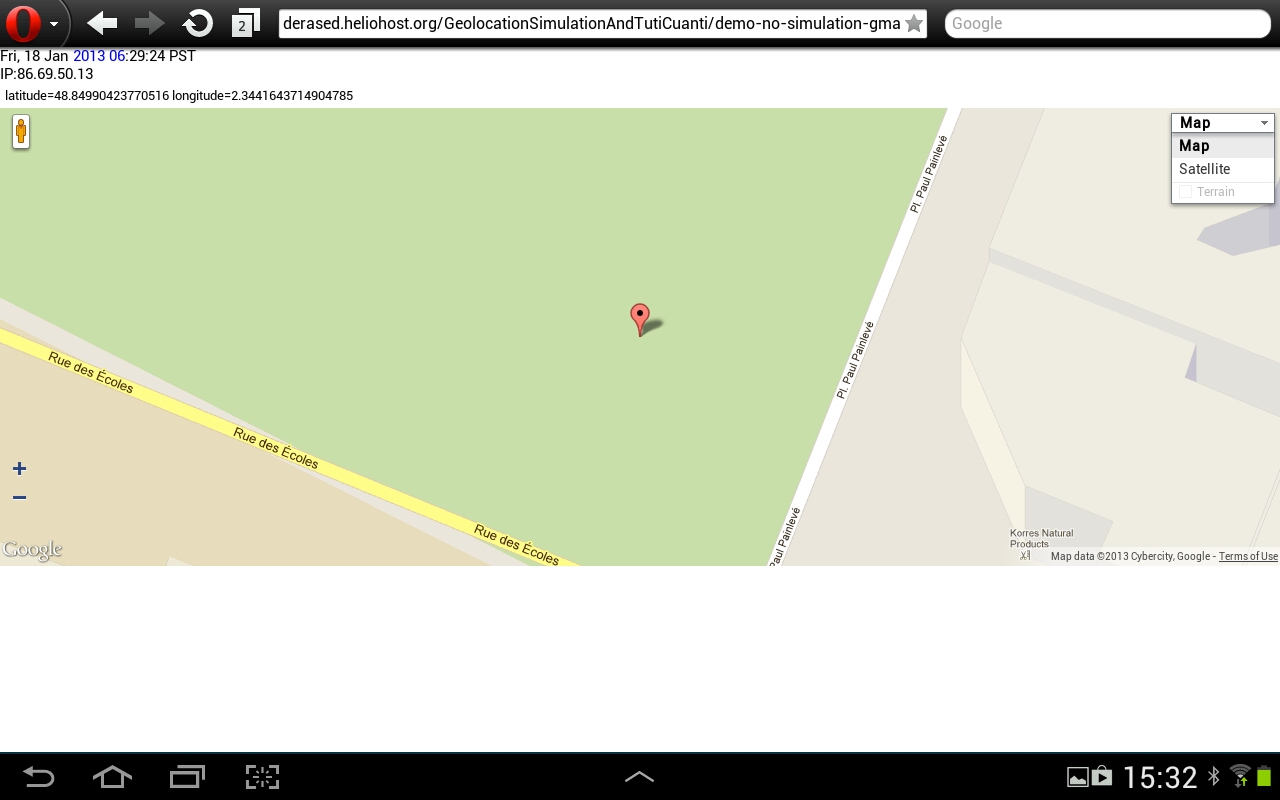 2
derased.heliohost.org/GeolocationSimulationAndTutiCuanti/demo-no-simulation-gma
Google
Fri, 18 Jan 2013 06:29:24 PST
IP:86.69.50.13
latitude=48.84990423770516 longitude=2.3441643714904785
Map
Map
Satellite
Terrain
Pl. Paul Painlevé
Pl. Paul Painlevé
Rue des Écoles
Rue des Écoles
Rue des Écoles
Paul Painlevé
Korres Natural
Products
Google
Map data ©2013 Cybercity, Google - Terms of Use
15:32